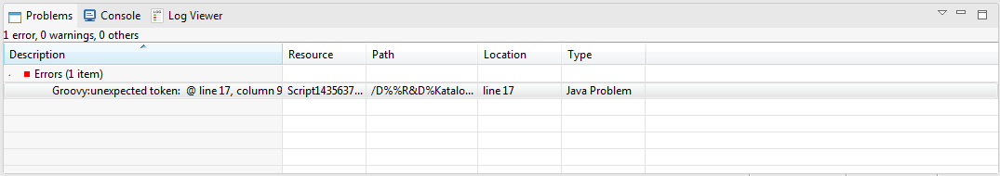 Problems Console LOG Log Viewer
1 error, 0 warnings, 0 others
Description Resource Path Location Type
Errors (1 item)
Groovy:unexpected token: @ line 17, column 9 Script1435637... /D%%R&D%Katalo... line 17 Java Problem